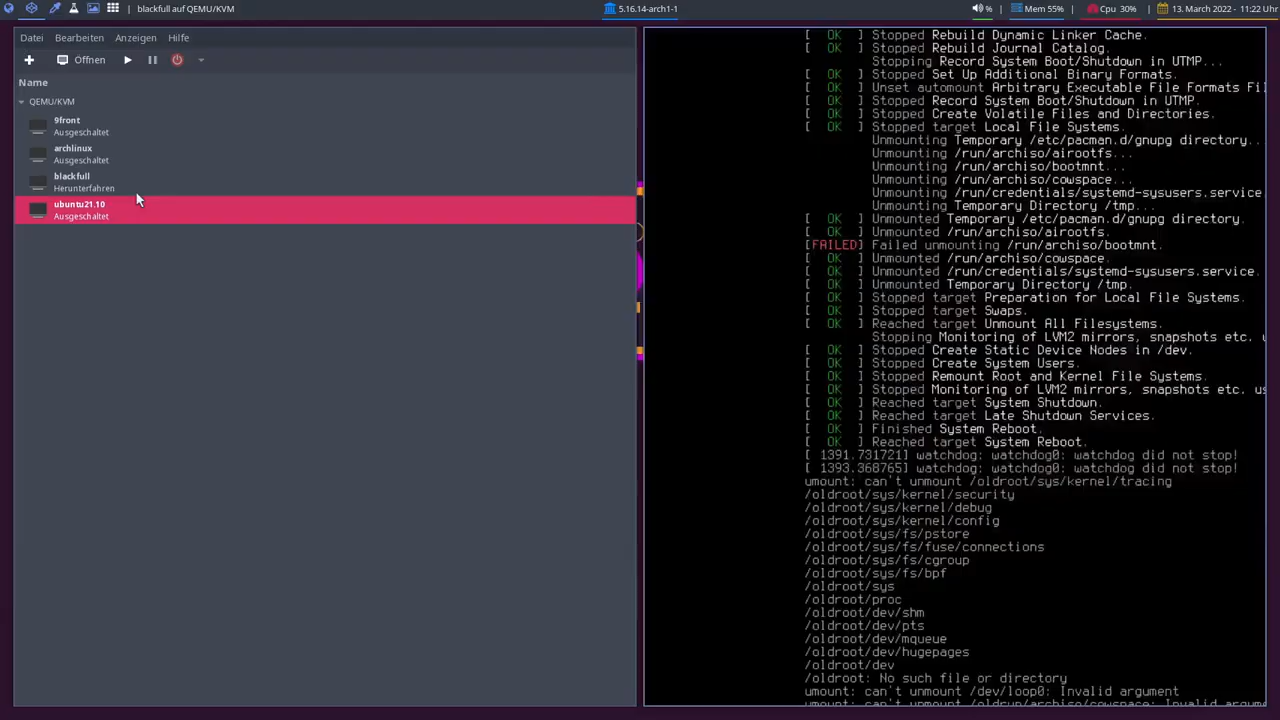 blackfull auf QEMU/KVM
5.16.14-arch1-1
% | Mem 55% | Cpu 30% | 13. March 2022 - 11:22 Uhr
Datei Bearbeiten Anzeigen Hilfe
Öffnen
Name
QEMU/KVM
9front
Ausgeschaltet
archlinux
Ausgeschaltet
blackfull
Herunterfahren
ubuntu21.10
Ausgeschaltet
[ OK ] Stopped Rebuild Dynamic Linker Cache.
[ OK ] Stopped Rebuild Journal Catalog.
Stopping Record System Boot/Shutdown in UTMP...
[ OK ] Stopped Set Up Additional Binary Formats.
[ OK ] Unset automount Arbitrary Executable File Formats Fil
[ OK ] Stopped Record System Boot/Shutdown in UTMP.
[ OK ] Stopped Create Volatile Files and Directories.
[ OK ] Stopped target Local File Systems.
Unmounting Temporary /etc/pacman.d/gnupg directory...
Unmounting /run/archiso/airootfs...
Unmounting /run/archiso/bootmnt...
Unmounting /run/archiso/cowspace...
Unmounting /run/credentials/systemd-sysusers.service
Unmounting Temporary Directory /tmp...
[ OK ] Unmounted Temporary /etc/pacman.d/gnupg directory.
[ OK ] Unmounted /run/archiso/airootfs.
[FAILED] Failed unmounting /run/archiso/bootmnt.
[ OK ] Unmounted /run/archiso/cowspace.
[ OK ] Unmounted /run/credentials/systemd-sysusers.service.
[ OK ] Unmounted Temporary Directory /tmp.
[ OK ] Stopped target Preparation for Local File Systems.
[ OK ] Stopped target Swaps.
[ OK ] Reached target Unmount All Filesystems.
Stopping Monitoring of LVM2 mirrors, snapshots etc. u
[ OK ] Stopped Create Static Device Nodes in /dev.
[ OK ] Stopped Create System Users.
[ OK ] Stopped Remount Root and Kernel File Systems.
[ OK ] Stopped Monitoring of LVM2 mirrors, snapshots etc. us
[ OK ] Reached target System Shutdown.
[ OK ] Reached target Late Shutdown Services.
[ OK ] Finished System Reboot.
[ OK ] Reached target System Reboot.
[ 1391.731721] watchdog: watchdog0: watchdog did not stop!
[ 1393.368765] watchdog: watchdog0: watchdog did not stop!
umount: can't unmount /oldroot/sys/kernel/tracing
/oldroot/sys/kernel/security
/oldroot/sys/kernel/debug
/oldroot/sys/kernel/config
/oldroot/sys/fs/pstore
/oldroot/sys/fs/fuse/connections
/oldroot/sys/fs/cgroup
/oldroot/sys/fs/bpf
/oldroot/sys
/oldroot/proc
/oldroot/dev/shm
/oldroot/dev/pts
/oldroot/dev/mqueue
/oldroot/dev/hugepages
/oldroot/dev
/oldroot: No such file or directory
umount: can't unmount /dev/loop0: Invalid argument
umount: can't unmount /oldrun/archiso/cowspace: Invalid argume